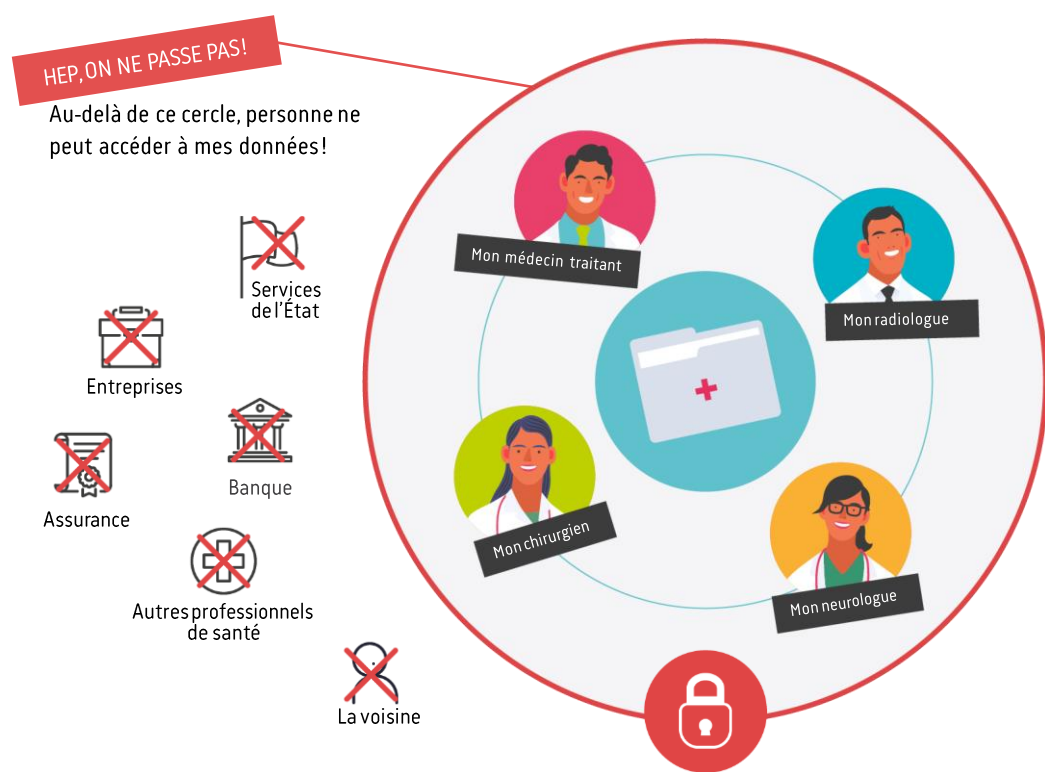 HEP, ON NE PASSE PAS!
Au-delà de ce cercle, personne ne
peut accéder à mes données!
Mon médecin traitant
Mon radiologue
Services
de l'État
Entreprises
Banque
Assurance
Mon chirurgien
Mon neurologue
Autres professionnels
de santé
La voisine